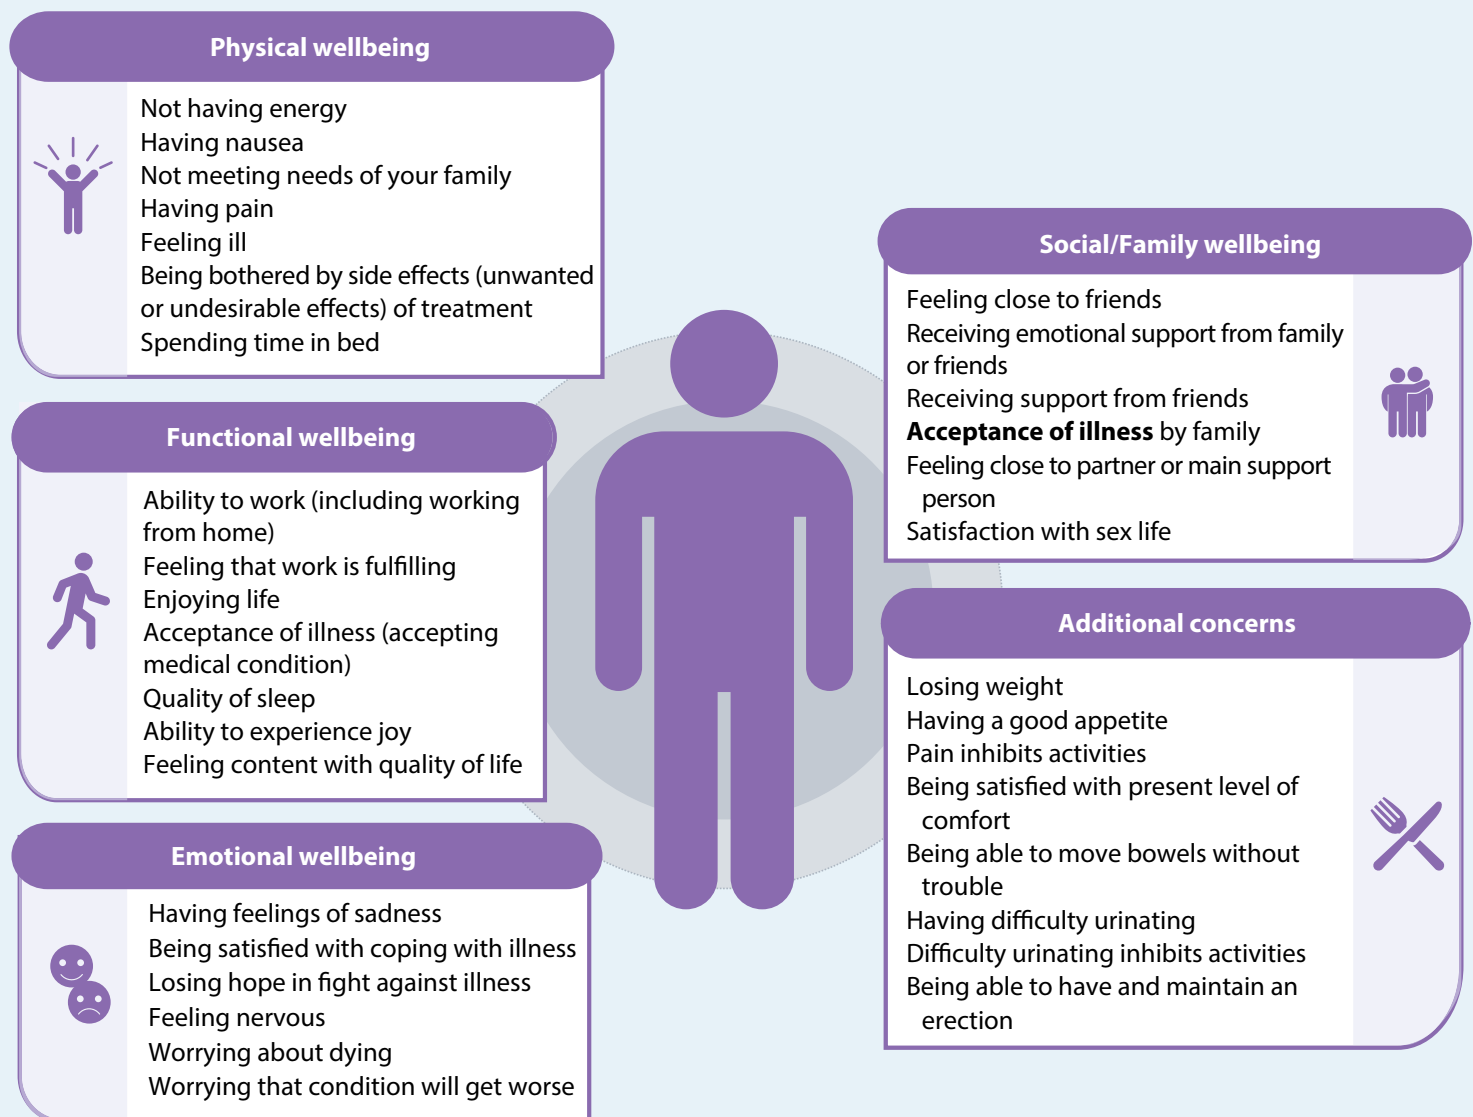 Physical wellbeing
Not having energy
Having nausea
Not meeting needs of your family
Having pain
Feeling ill
Being bothered by side effects (unwanted
or undesirable effects) of treatment
Spending time in bed
Functional wellbeing
Ability to work (including working
from home)
Feeling that work is fulfilling
Enjoying life
Acceptance of illness (accepting
medical condition)
Quality of sleep
Ability to experience joy
Feeling content with quality of life
Emotional wellbeing
Having feelings of sadness
Being satisfied with coping with illness
Losing hope in fight against illness
Feeling nervous
Worrying about dying
Worrying that condition will get worse
Social/Family wellbeing
Feeling close to friends
Receiving emotional support from family
or friends
Receiving support from friends
Acceptance of illness by family
Feeling close to partner or main support
person
Satisfaction with sex life
Additional concerns
Losing weight
Having a good appetite
Pain inhibits activities
Being satisfied with present level of
comfort
Being able to move bowels without
trouble
Having difficulty urinating
Difficulty urinating inhibits activities
Being able to have and maintain an
erection